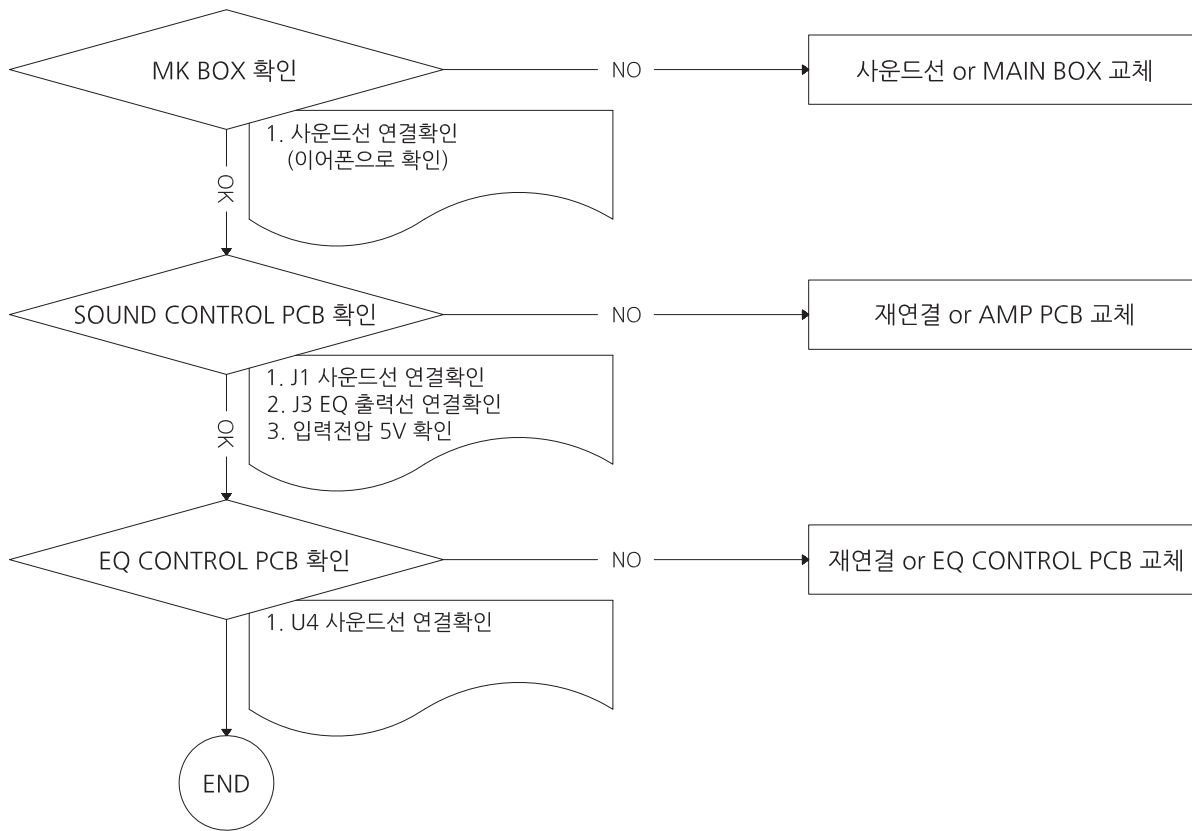 MK BOX 확인
NO
사운드선 or MAIN BOX 교체
1. 사운드선 연결확인
(이어폰으로 확인)
OK
SOUND CONTROL PCB 확인
NO
재연결 or AMP PCB 교체
1. J1 사운드선 연결확인
2. J3 EQ 출력선 연결확인
3. 입력전압 5V 확인
OK
EQ CONTROL PCB 확인
NO
재연결 or EQ CONTROL PCB 교체
1. U4 사운드선 연결확인
END